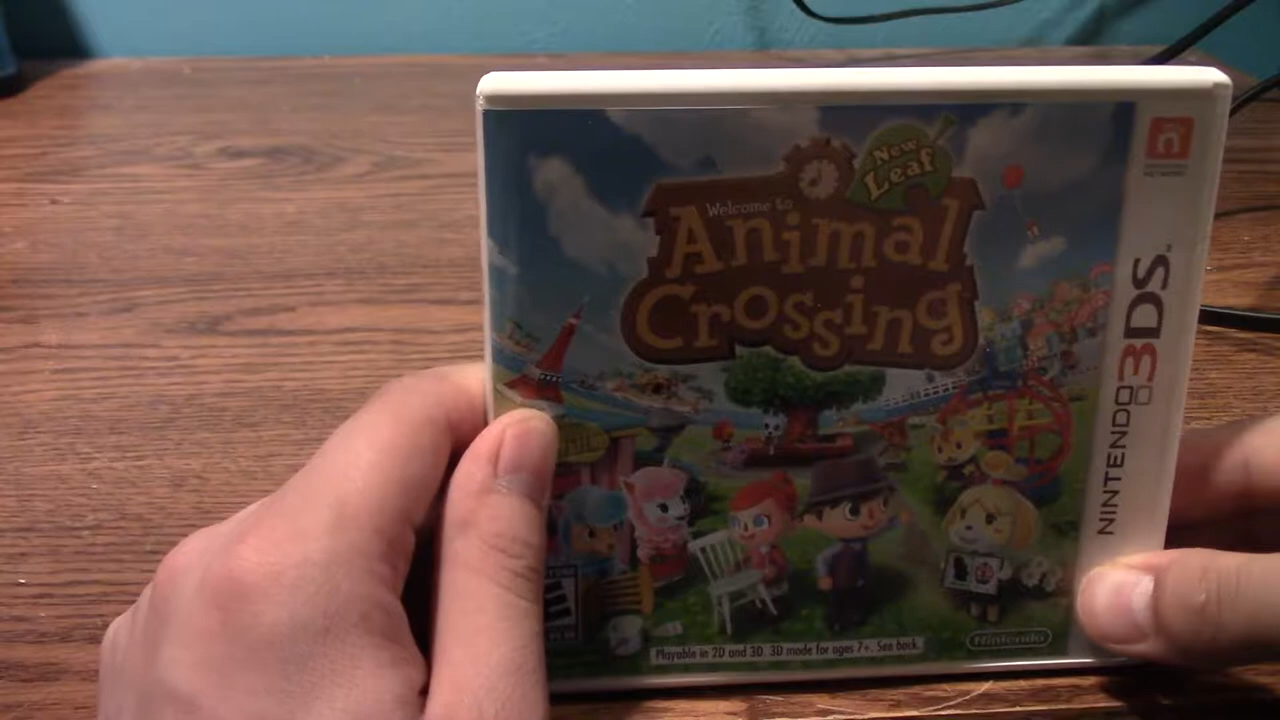 New
Leaf
Welcome to
Animal
Crossing
NINTENDO 3DS
Playable in 2D and 3D. 3D mode for ages 7+. See back.
Nintendo
E